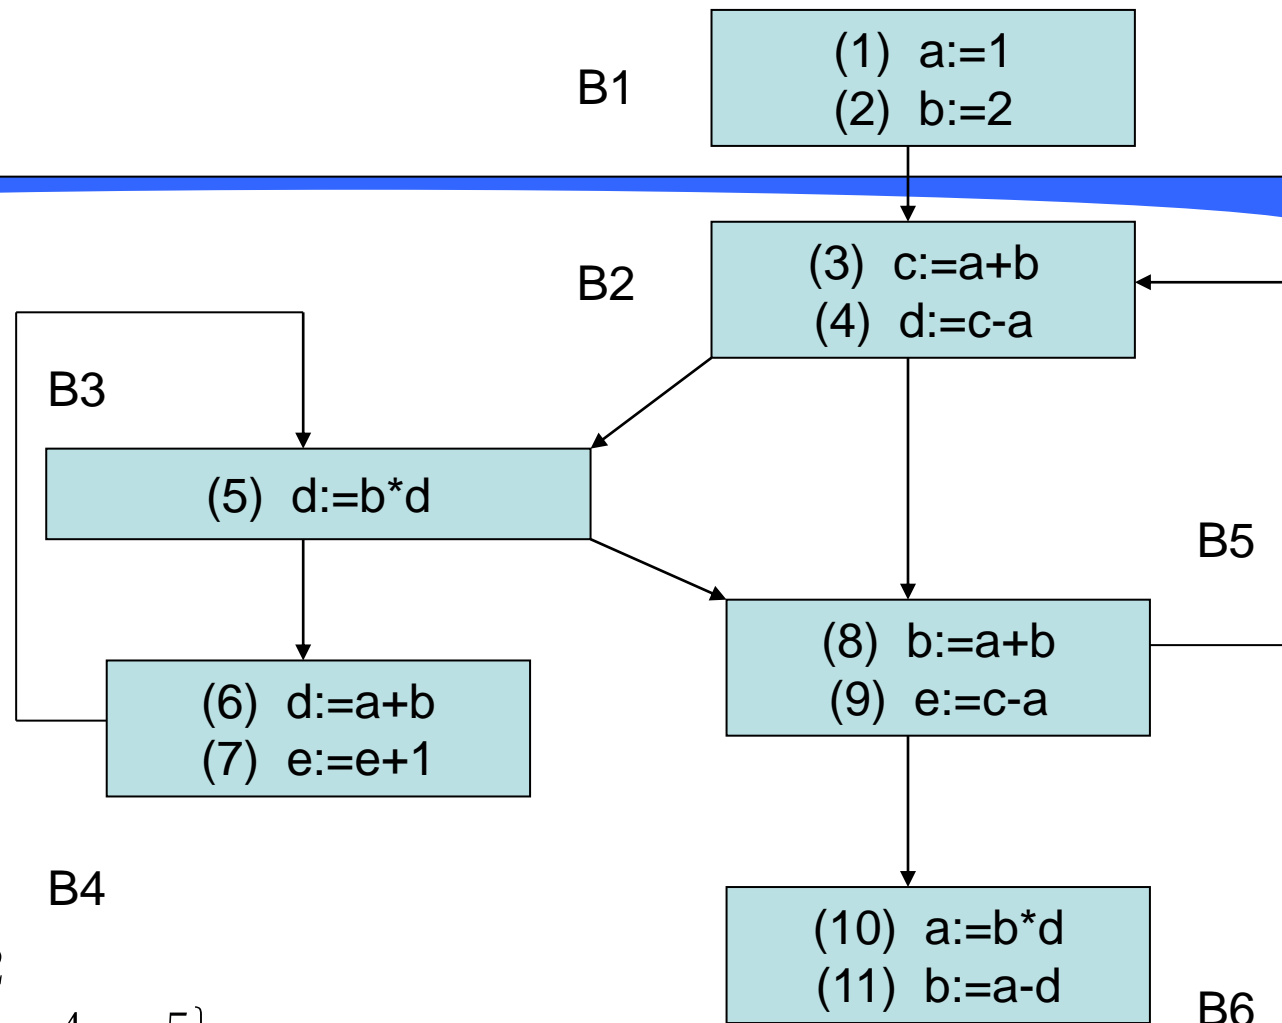 B1
(1) a:=1
(2) b:=2
B2
(3) c:=a+b
(4) d:=c-a
B3
(5) d:=b*d
B5
(8) b:=a+b
(9) e:=c-a
(6) d:=a+b
(7) e:=e+1
B4
(10) a:=b*d
(11) b:=a-d
B6